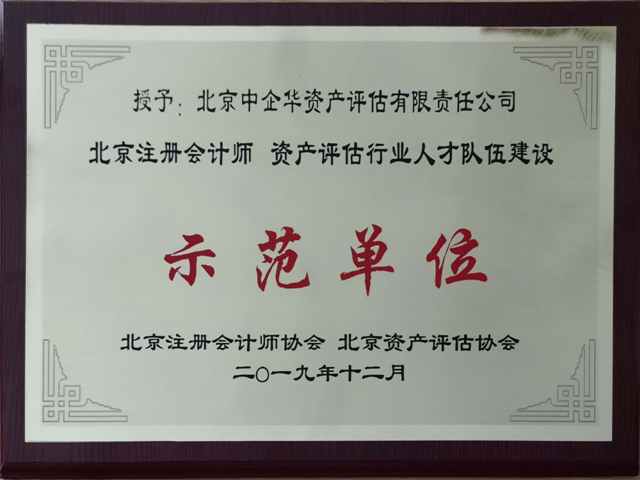 授予：北京中企华资产评估有限责任公司
北京注册会计师 资产评估行业人才队伍建设
示范单位
北京注册会计师协会 北京资产评估协会
二〇一九年十二月